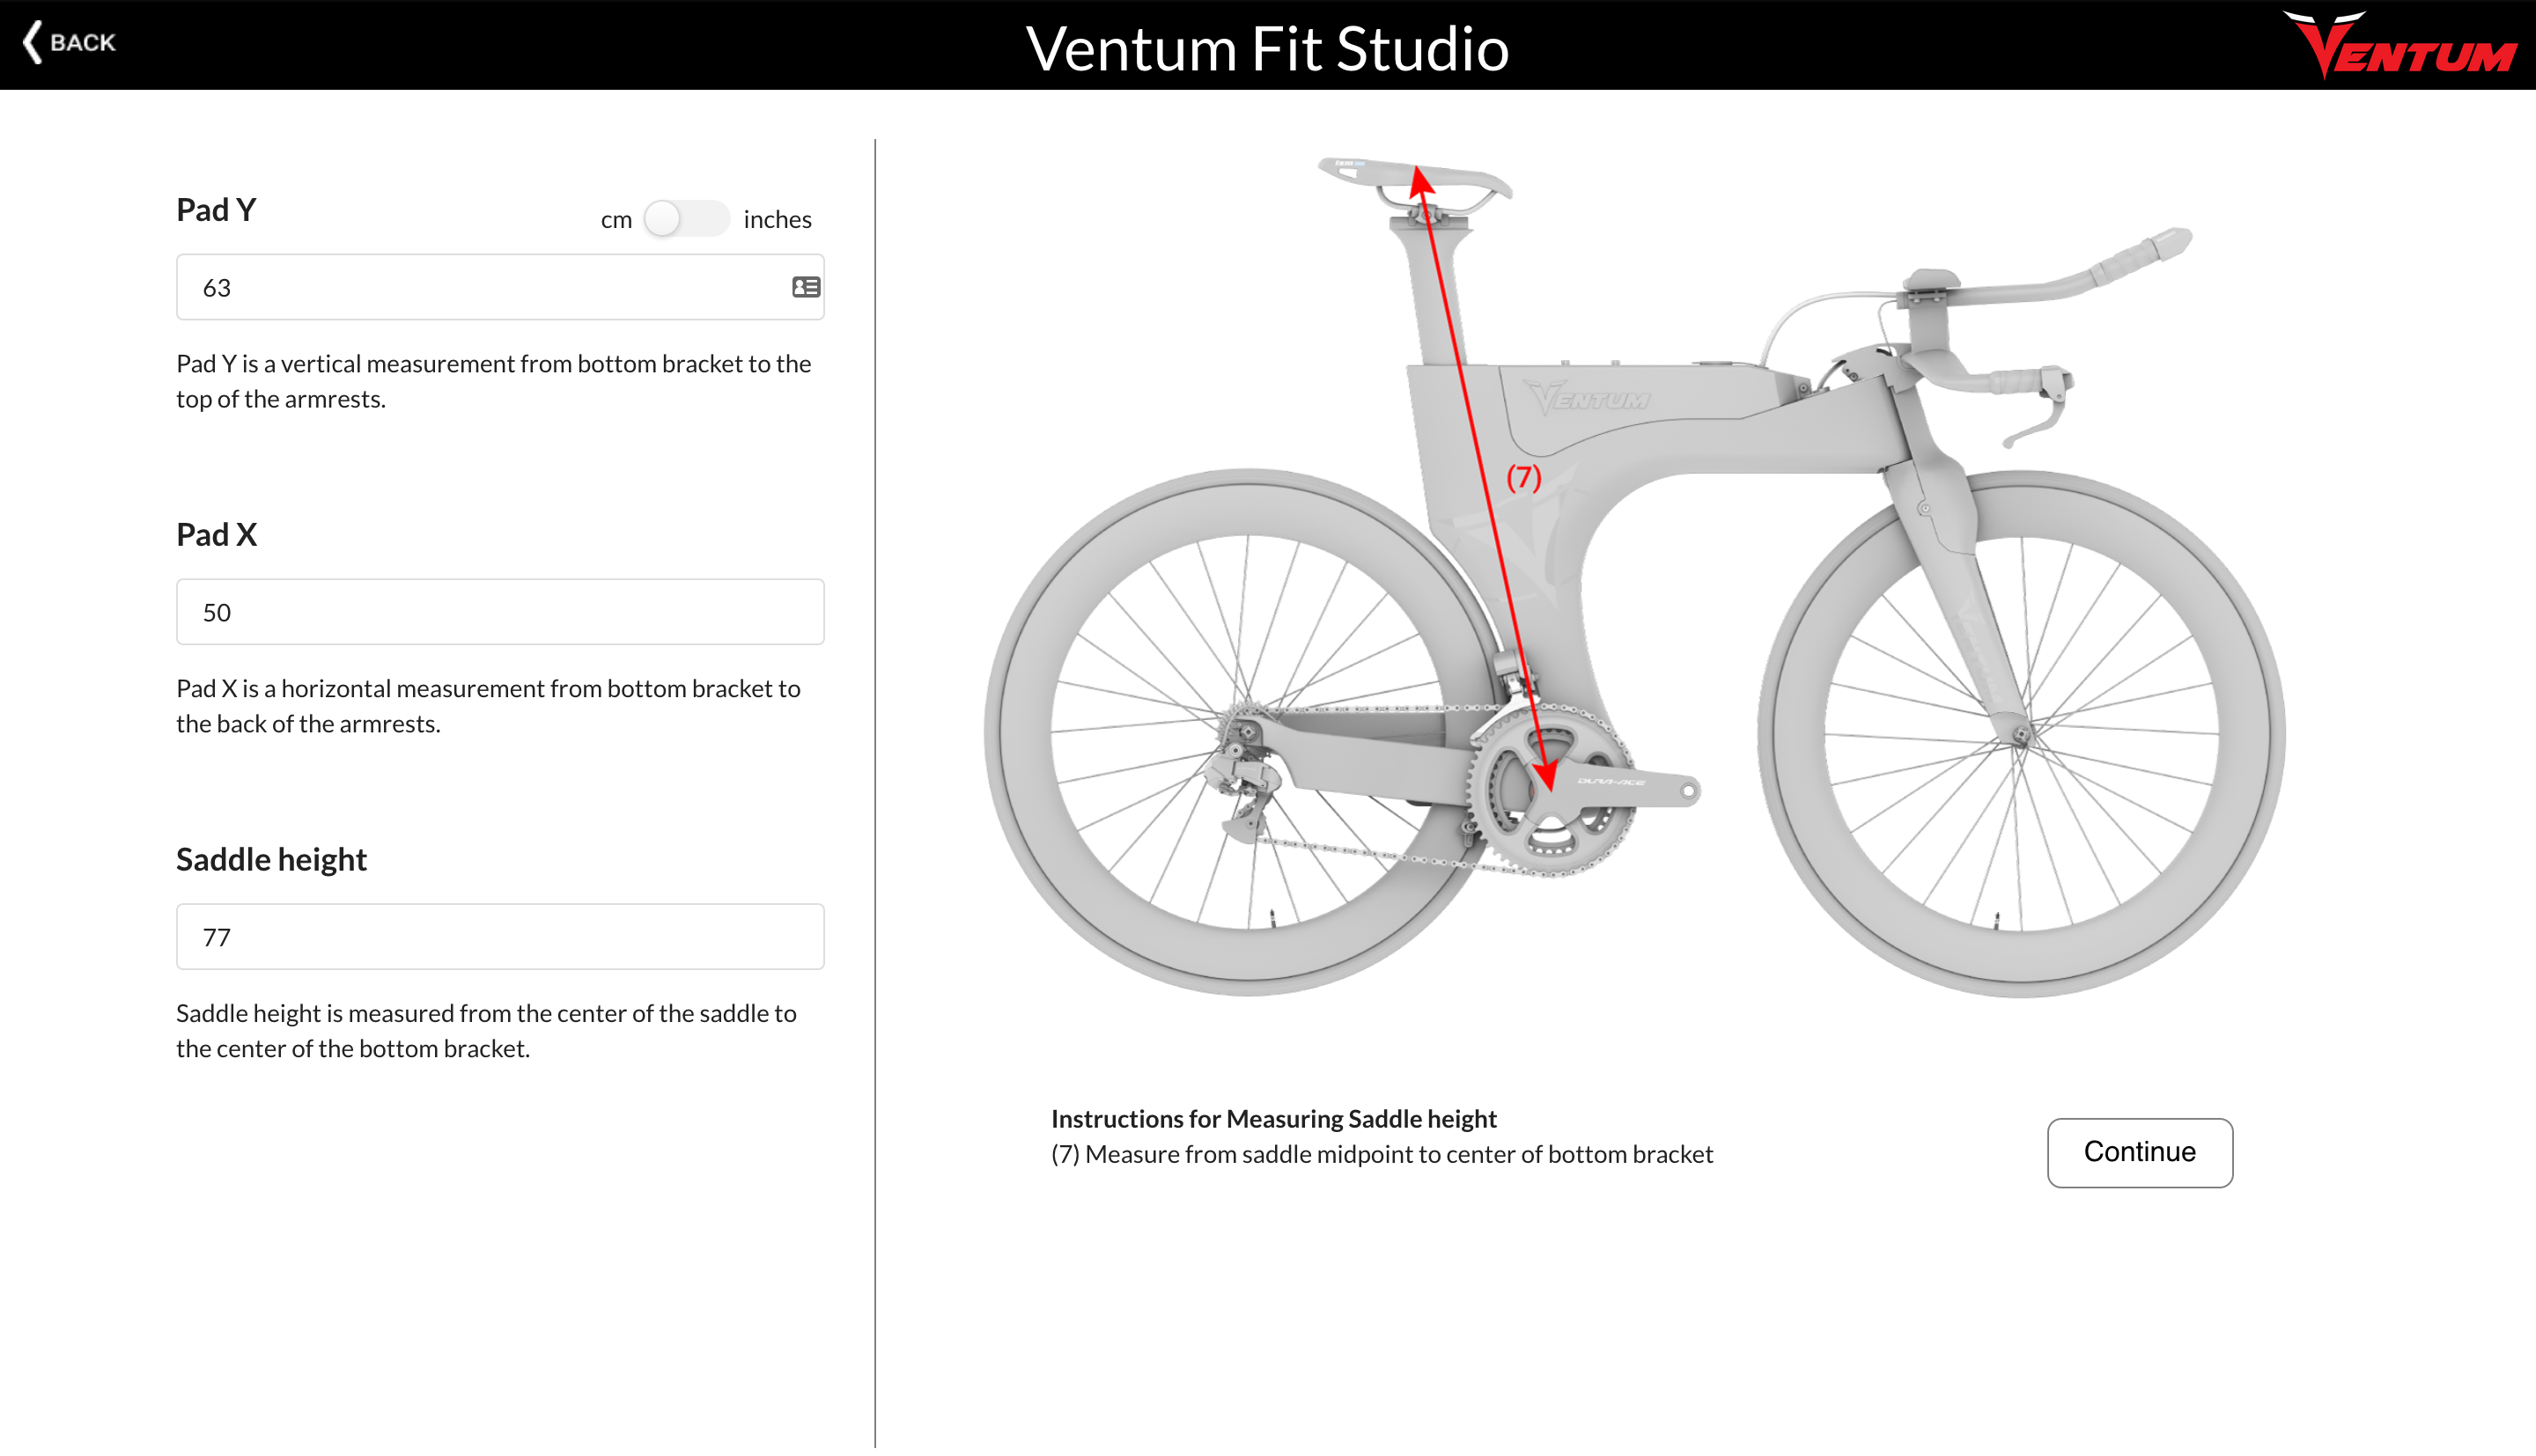 BACK
Ventum Fit Studio
VENTUM
Pad Y
cm
inches
63
Pad Y is a vertical measurement from bottom bracket to the
top of the armrests.
Pad X
50
Pad X is a horizontal measurement from bottom bracket to
the back of the armrests.
Saddle height
77
Saddle height is measured from the center of the saddle to
the center of the bottom bracket.
VENTUM
(7)
DURA-ACE
Instructions for Measuring Saddle height
(7) Measure from saddle midpoint to center of bottom bracket
Continue